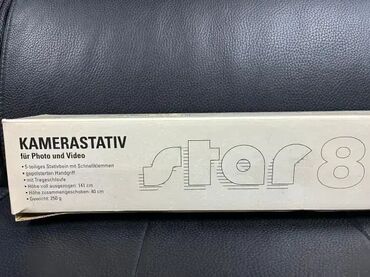 KAMERASTATIV
für Photo und Video
• 5-teiliges Stativbein mit Schnellklemmen
• gepolsterten Handgriff
• mit Trageschlaufe
• Höhe voll ausgezogen: 141 cm
• Höhe zusammengeschoben: 40 cm
• Gewicht: 250 g
star 8